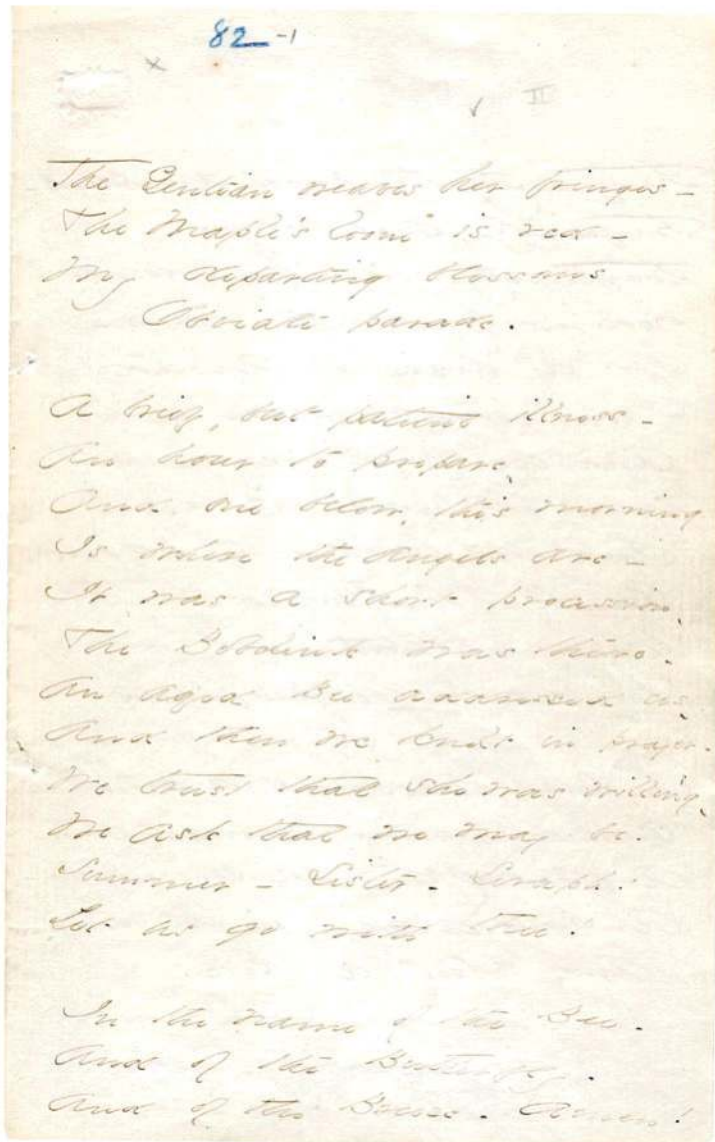 82 -1
x
✓ II
The Gentian weaves her fringes -
The Maple's loom is red -
My departing blossoms
Obviate parade.
A brief, but patient illness -
An hour to prepare,
And one below, this morning
Is where the angels are -
It was a short procession,
The Bobolink was there -
An aged Bee addressed us,
And then we knelt in prayer -
We trust that she was willing,
We ask that we may be.
Summer - Sister - Seraph!
Let us go with thee!
In the name of the Bee -
And of the Butterfly -
And of the Breeze - Amen!